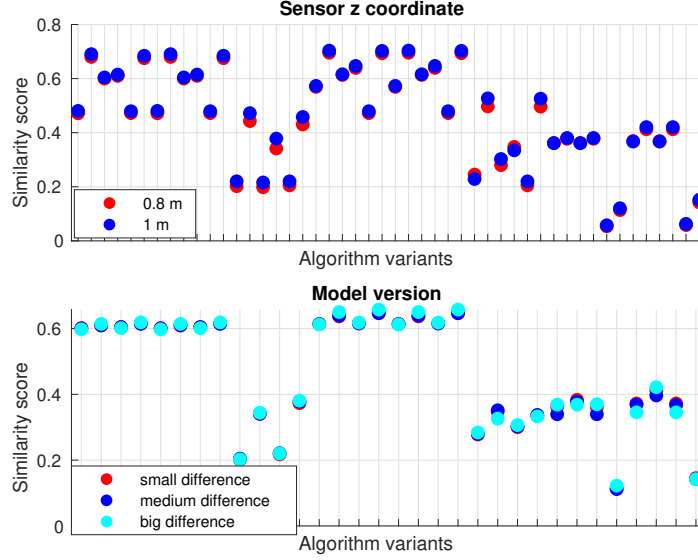 Sensor z coordinate
0.8
0.6
0.4
0.2
0
Similarity score
0.8 m
1 m
Algorithm variants
Model version
0.6
0.4
0.2
0
Similarity score
small difference
medium difference
big difference
Algorithm variants